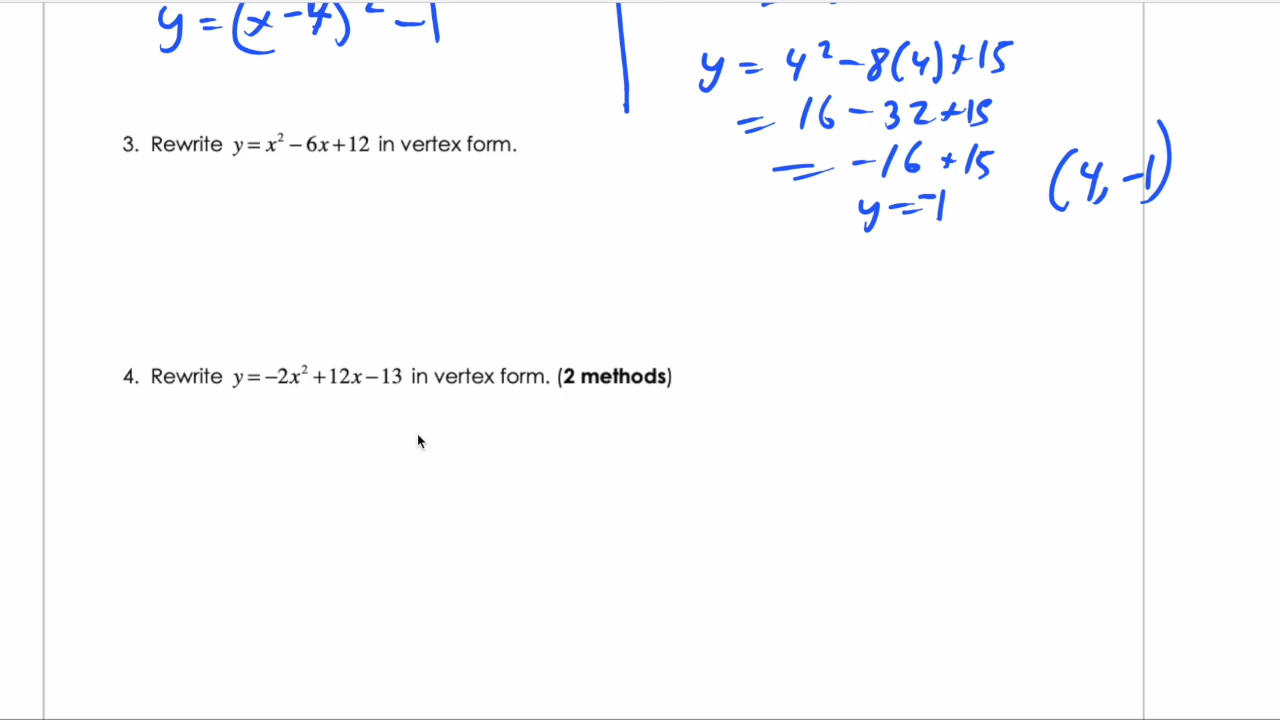 y = (x-4)² -1
y = 4² -8(4)+15
= 16 - 32+15
= -16 +15
y = -1
(4, -1)
3. Rewrite y = x² − 6x + 12 in vertex form.
4. Rewrite y = −2x² + 12x − 13 in vertex form. (2 methods)